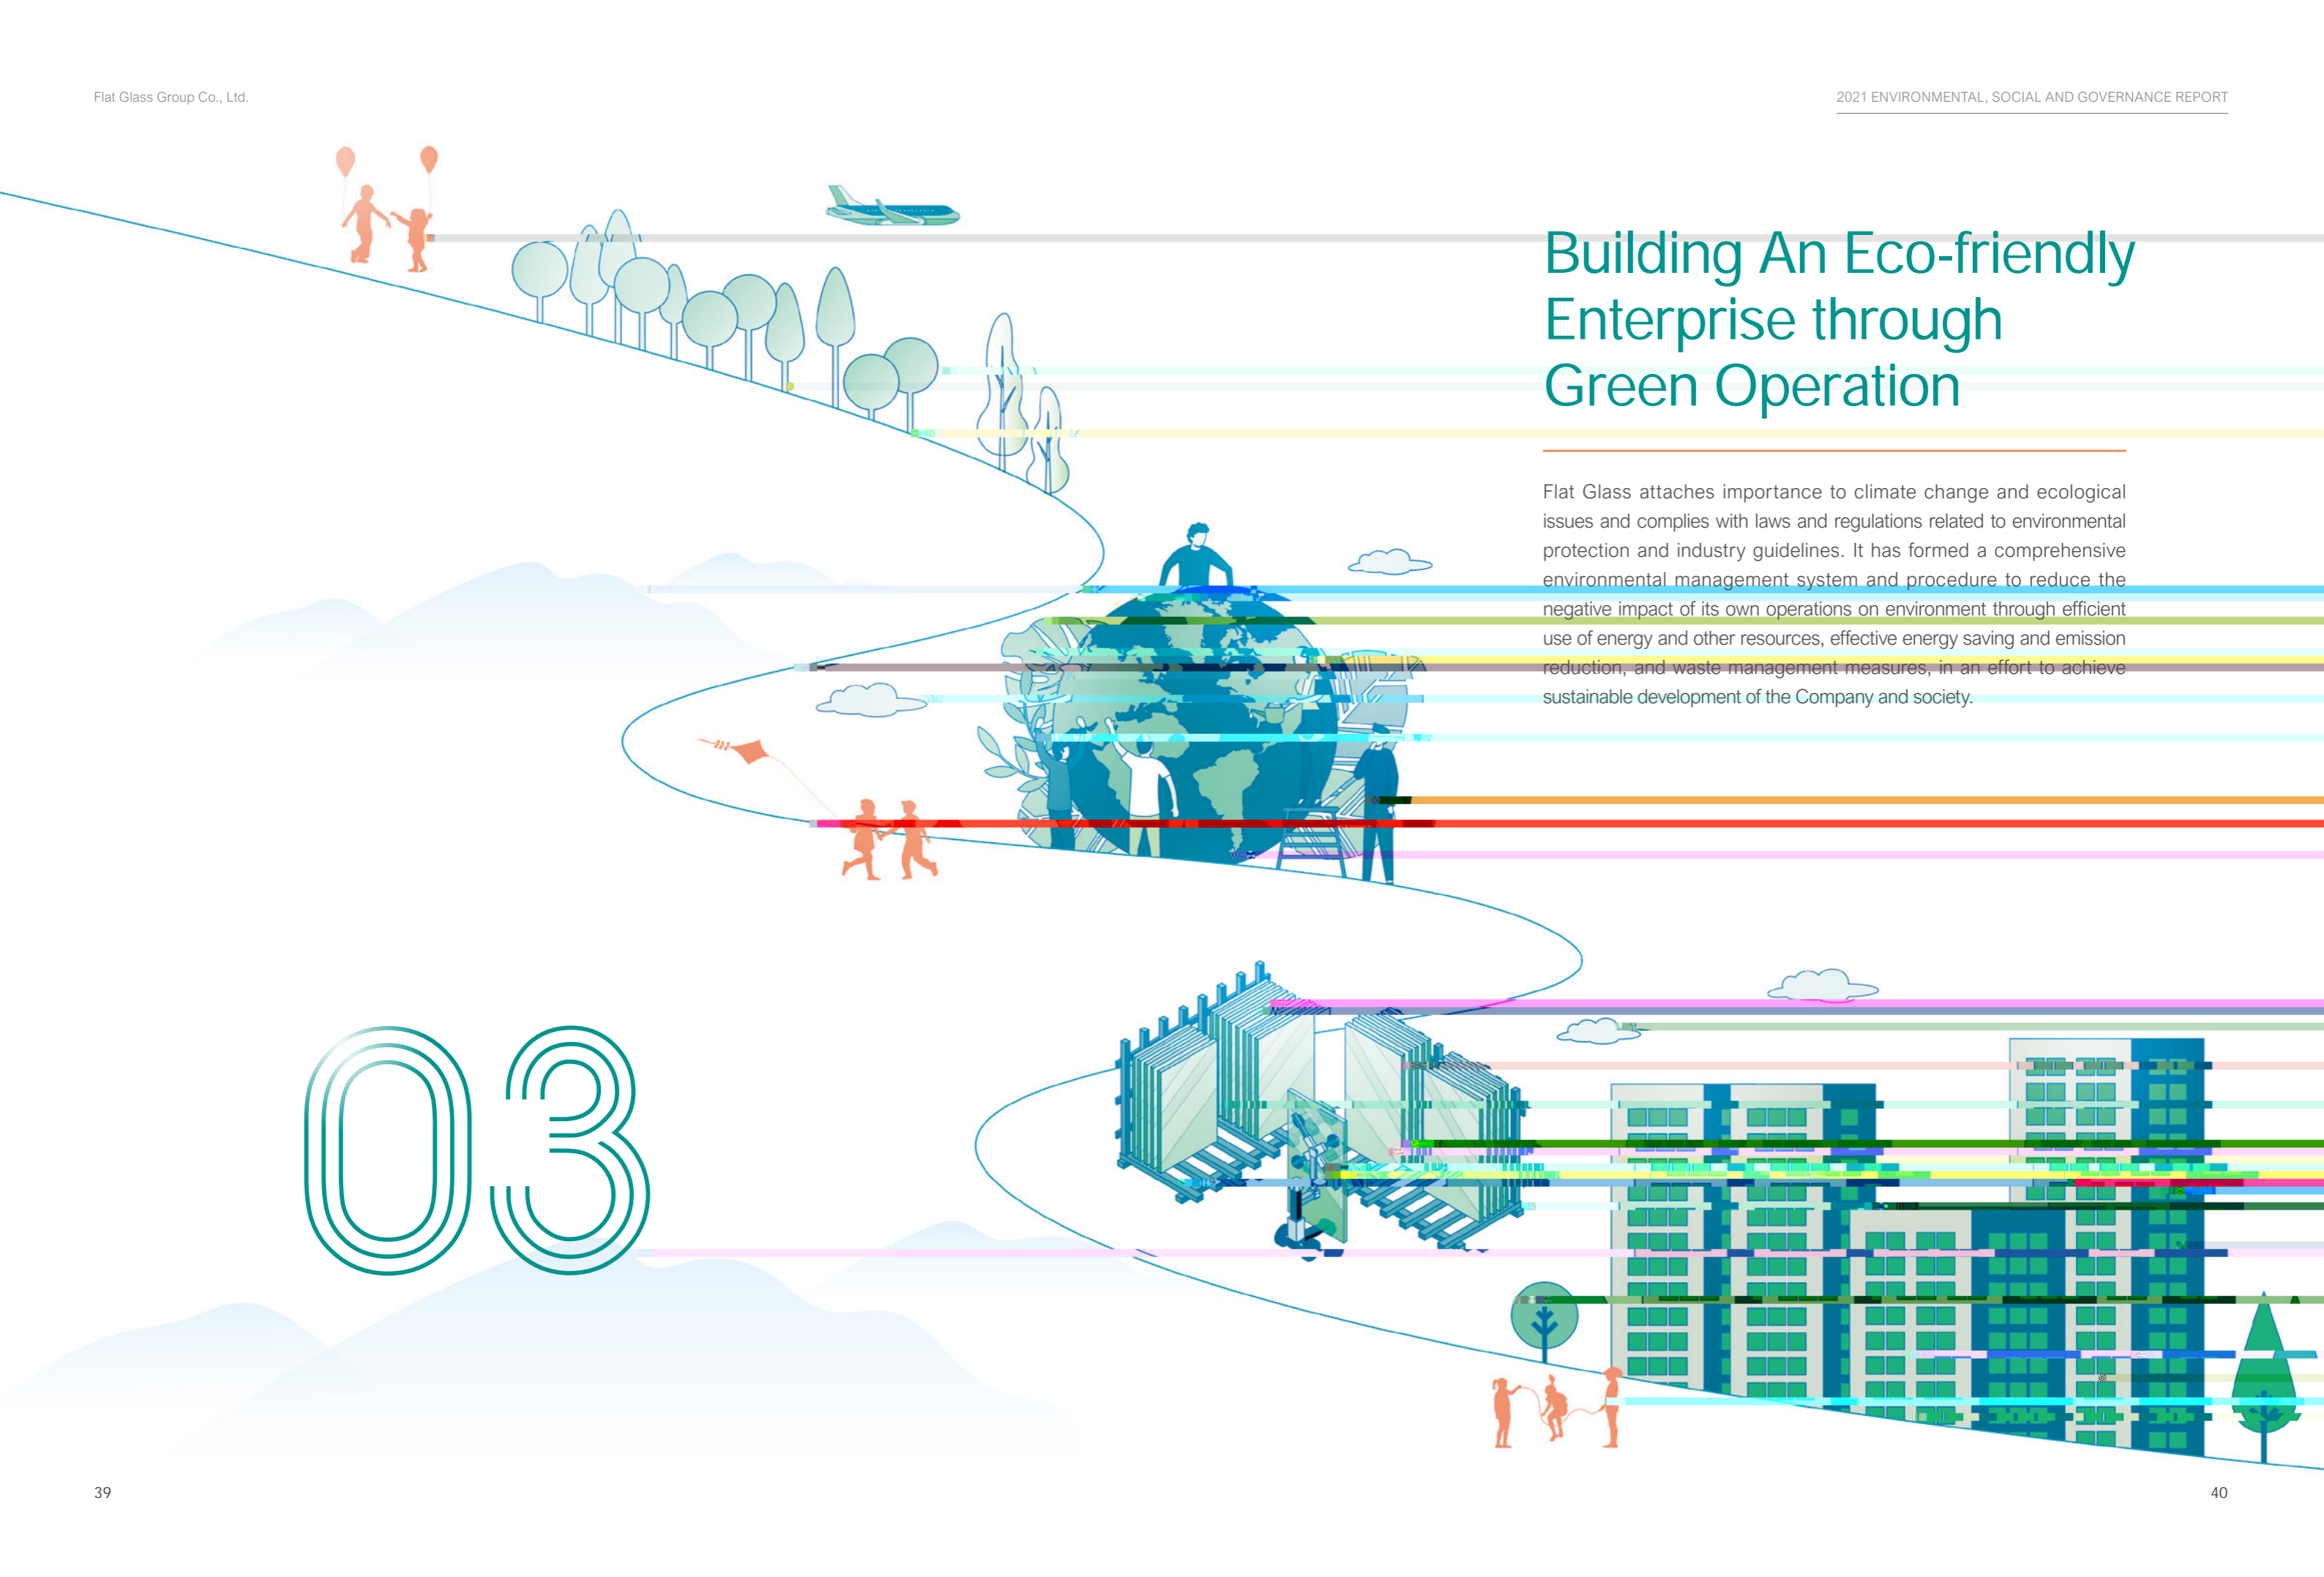 Flat Glass Group Co., Ltd.
2021 ENVIRONMENTAL, SOCIAL AND GOVERNANCE REPORT
Building An Eco-friendly
Enterprise through
Green Operation
Flat Glass attaches importance to climate change and ecological
issues and complies with laws and regulations related to environmental
protection and industry guidelines. It has formed a comprehensive
environmental management system and procedure to reduce the
negative impact of its own operations on environment through efficient
use of energy and other resources, effective energy saving and emission
reduction, and waste management measures, in an effort to achieve
sustainable development of the Company and society.
03
39
40